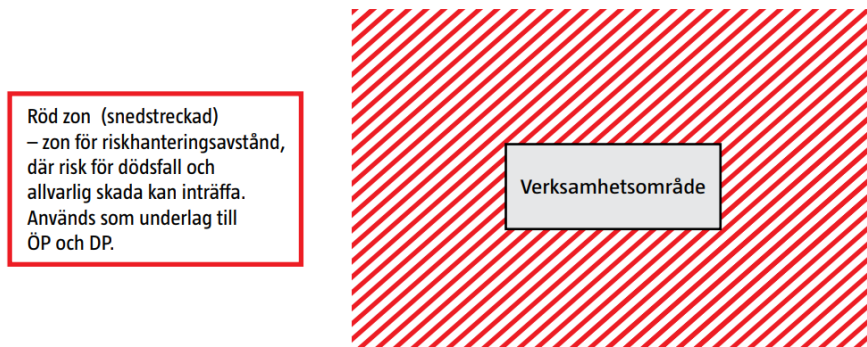 Röd zon (snedstreckad)
– zon för riskhanteringsavstånd,
där risk för dödsfall och
allvarlig skada kan inträffa.
Används som underlag till
ÖP och DP.
Verksamhetsområde